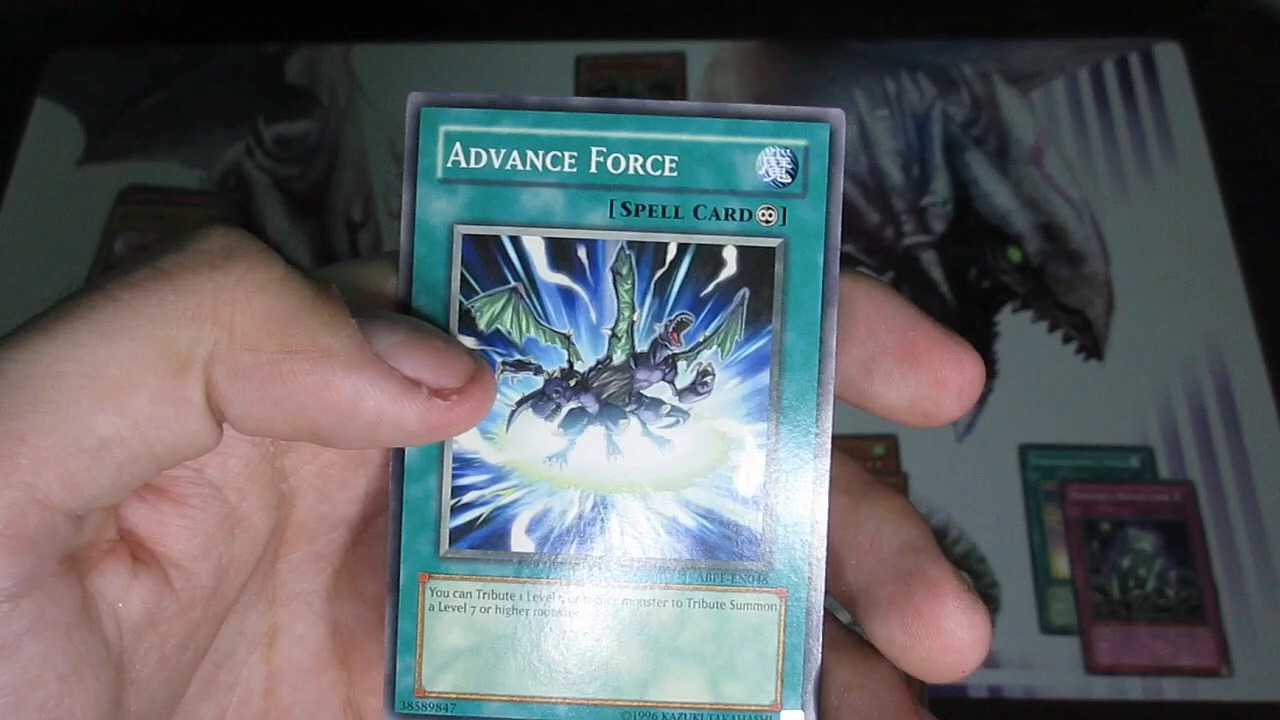 ADVANCE FORCE 魔
[SPELL CARD∞]
ABPF-EN048
You can Tribute 1 Level 5 or higher monster to Tribute Summon
a Level 7 or higher monster.
38589847
©1996 KAZUKI TAKAHASHI